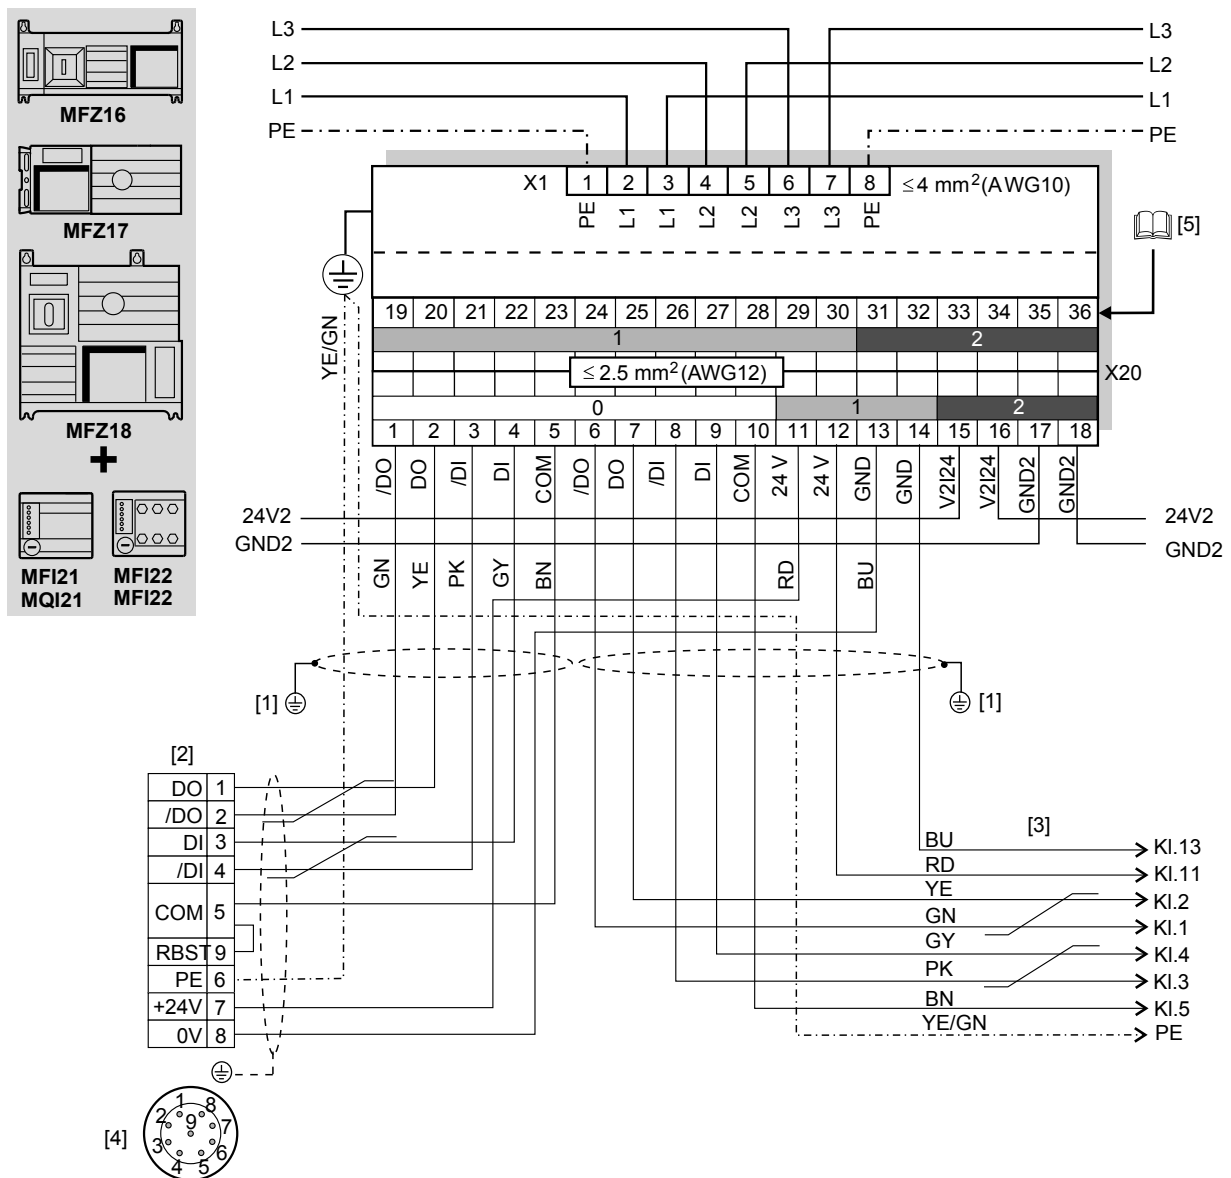 MFZ16
MFZ17
MFZ18
+
MFI21 MFI22
MQI21 MFI22
L3 L3
L2 L2
L1 L1
PE PE
X1 1 2 3 4 5 6 7 8 ≤4 mm²(AWG10)
PE L1 L1 L2 L2 L3 L3 PE
[5]
YE/GN
19 20 21 22 23 24 25 26 27 28 29 30 31 32 33 34 35 36
1 2
≤2.5 mm²(AWG12) X20
0 1 2
1 2 3 4 5 6 7 8 9 10 11 12 13 14 15 16 17 18
/DO DO /DI DI COM /DO DO /DI DI COM 24 V 24 V GND GND V2I24 V2I24 GND2 GND2
24V2 24V2
GND2 GND2
GN YE PK GY BN RD BU
[1] [1]
[2]
DO 1
/DO 2
DI 3
/DI 4
COM 5
RBST 9
PE 6
+24V 7
0V 8
[3]
BU Kl.13
RD Kl.11
YE Kl.2
GN Kl.1
GY Kl.4
PK Kl.3
BN Kl.5
YE/GN PE
[4]
1 8
2 9 7
3 6
4 5